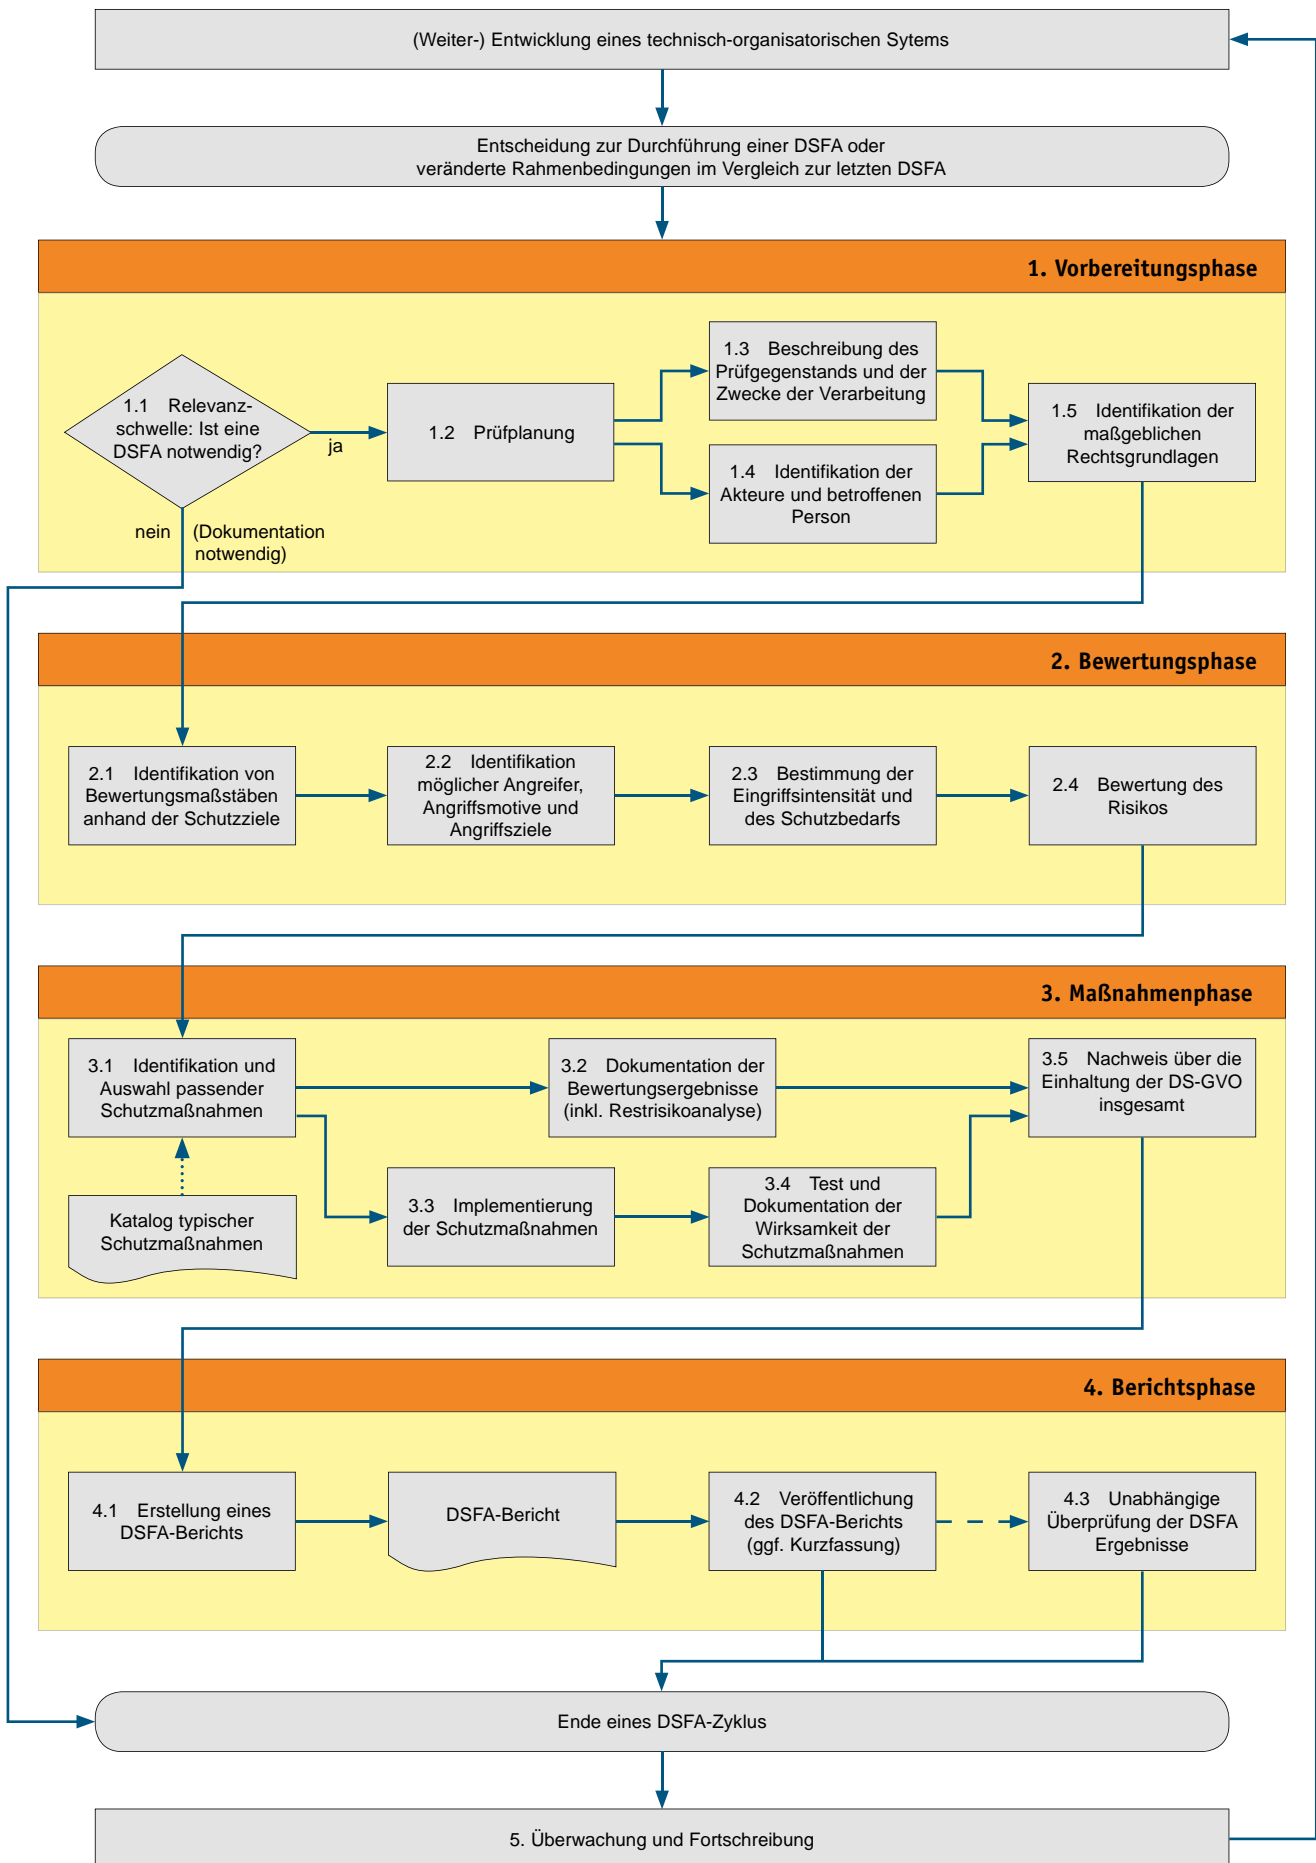 (Weiter-) Entwicklung eines technisch-organisatorischen Sytems
Entscheidung zur Durchführung einer DSFA oder
veränderte Rahmenbedingungen im Vergleich zur letzten DSFA
1. Vorbereitungsphase
1.1 Relevanz-
schwelle: Ist eine
DSFA notwendig?
ja
nein (Dokumentation
notwendig)
1.2 Prüfplanung
1.3 Beschreibung des
Prüfgegenstands und der
Zwecke der Verarbeitung
1.4 Identifikation der
Akteure und betroffenen
Person
1.5 Identifikation der
maßgeblichen
Rechtsgrundlagen
2. Bewertungsphase
2.1 Identifikation von
Bewertungsmaßstäben
anhand der Schutzziele
2.2 Identifikation
möglicher Angreifer,
Angriffsmotive und
Angriffsziele
2.3 Bestimmung der
Eingriffsintensität und
des Schutzbedarfs
2.4 Bewertung des
Risikos
3. Maßnahmenphase
3.1 Identifikation und
Auswahl passender
Schutzmaßnahmen
3.2 Dokumentation der
Bewertungsergebnisse
(inkl. Restrisikoanalyse)
3.5 Nachweis über die
Einhaltung der DS-GVO
insgesamt
Katalog typischer
Schutzmaßnahmen
3.3 Implementierung
der Schutzmaßnahmen
3.4 Test und
Dokumentation der
Wirksamkeit der
Schutzmaßnahmen
4. Berichtsphase
4.1 Erstellung eines
DSFA-Berichts
DSFA-Bericht
4.2 Veröffentlichung
des DSFA-Berichts
(ggf. Kurzfassung)
4.3 Unabhängige
Überprüfung der DSFA
Ergebnisse
Ende eines DSFA-Zyklus
5. Überwachung und Fortschreibung